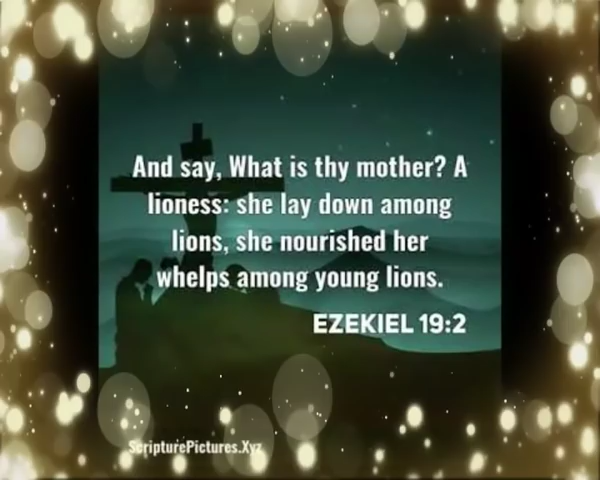 And say, What is thy mother? A
lioness: she lay down among
lions, she nourished her
whelps among young lions.
EZEKIEL 19:2
ScripturePictures.Xyz